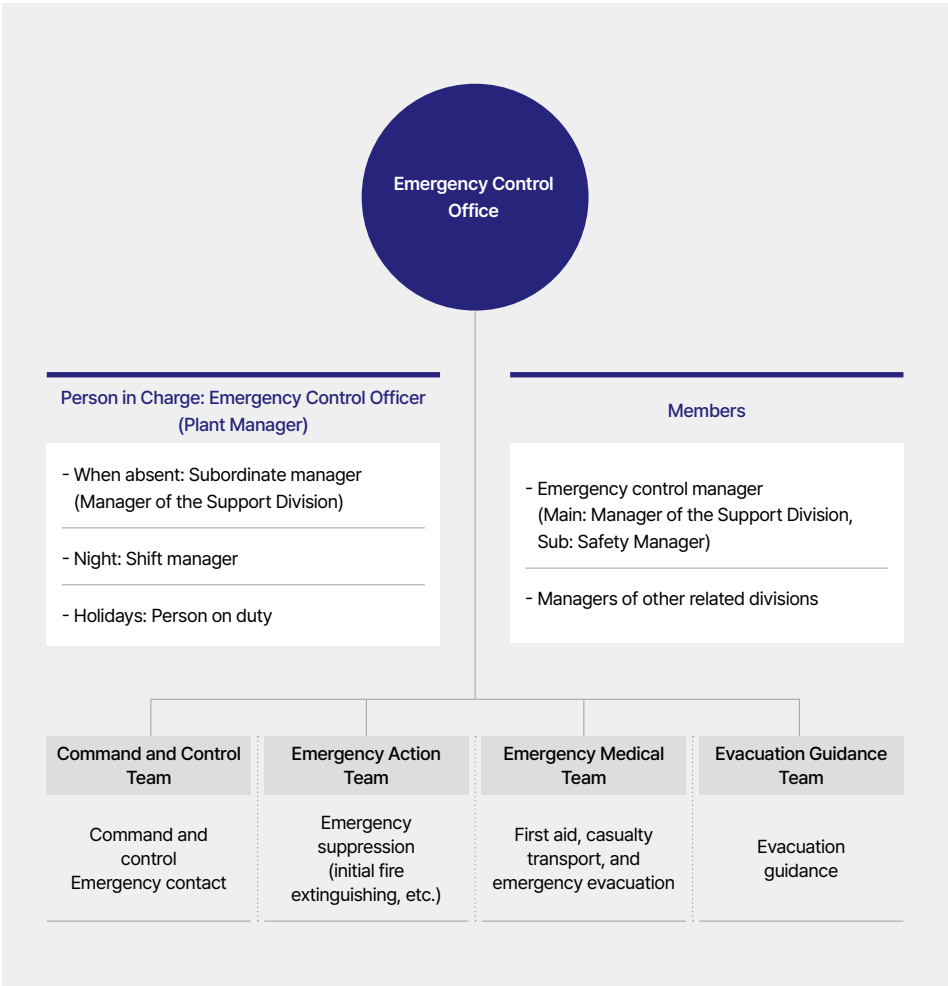 Emergency Control
Office
Person in Charge: Emergency Control Officer
(Plant Manager)
- When absent: Subordinate manager
(Manager of the Support Division)
- Night: Shift manager
- Holidays: Person on duty
Members
- Emergency control manager
(Main: Manager of the Support Division,
Sub: Safety Manager)
- Managers of other related divisions
Command and Control
Team
Command and
control
Emergency contact
Emergency Action
Team
Emergency
suppression
(initial fire
extinguishing, etc.)
Emergency Medical
Team
First aid, casualty
transport, and
emergency evacuation
Evacuation Guidance
Team
Evacuation
guidance